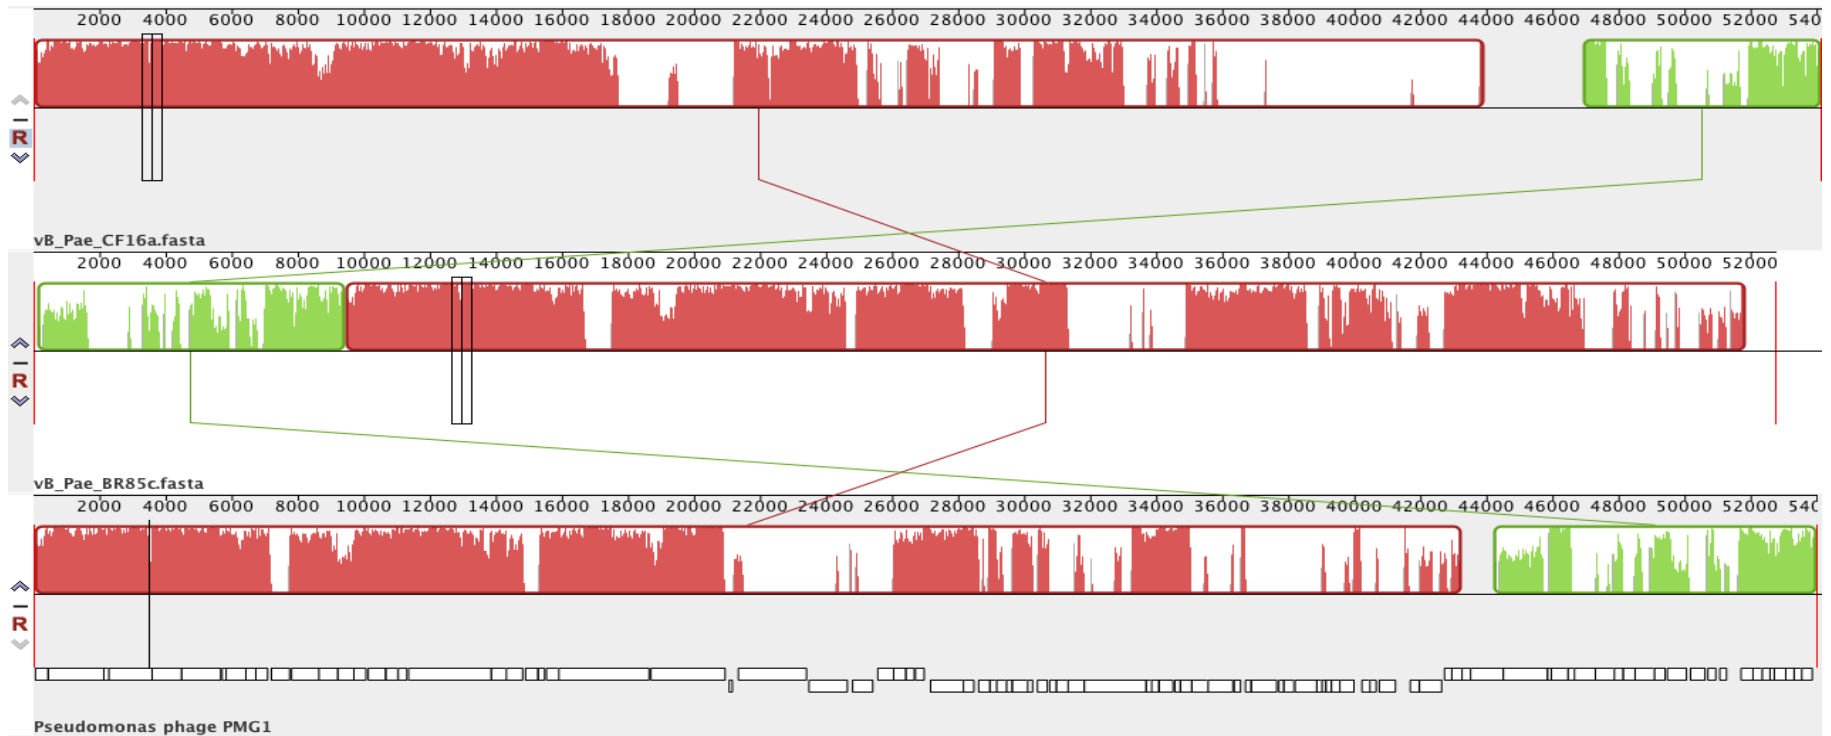 2000 4000 6000 8000 10000 12000 14000 16000 18000 20000 22000 24000 26000 28000 30000 32000 34000 36000 38000 40000 42000 44000 46000 48000 50000 52000 540
R
vB_Pae_CF16a.fasta
2000 4000 6000 8000 10000 12000 14000 16000 18000 20000 22000 24000 26000 28000 30000 32000 34000 36000 38000 40000 42000 44000 46000 48000 50000 52000
R
vB_Pae_BR85c.fasta
2000 4000 6000 8000 10000 12000 14000 16000 18000 20000 22000 24000 26000 28000 30000 32000 34000 36000 38000 40000 42000 44000 46000 48000 50000 52000 540
R
Pseudomonas phage PMG1